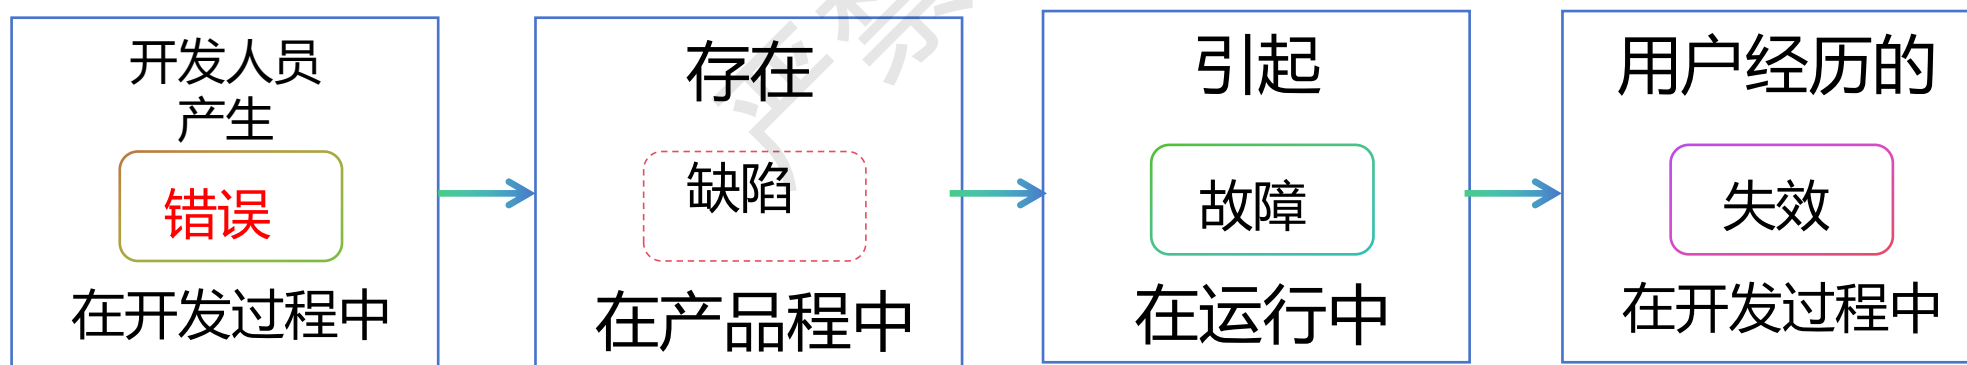 开发人员
产生
错误
在开发过程中
存在
缺陷
在产品程中
引起
故障
在运行中
用户经历的
失效
在开发过程中
严禁